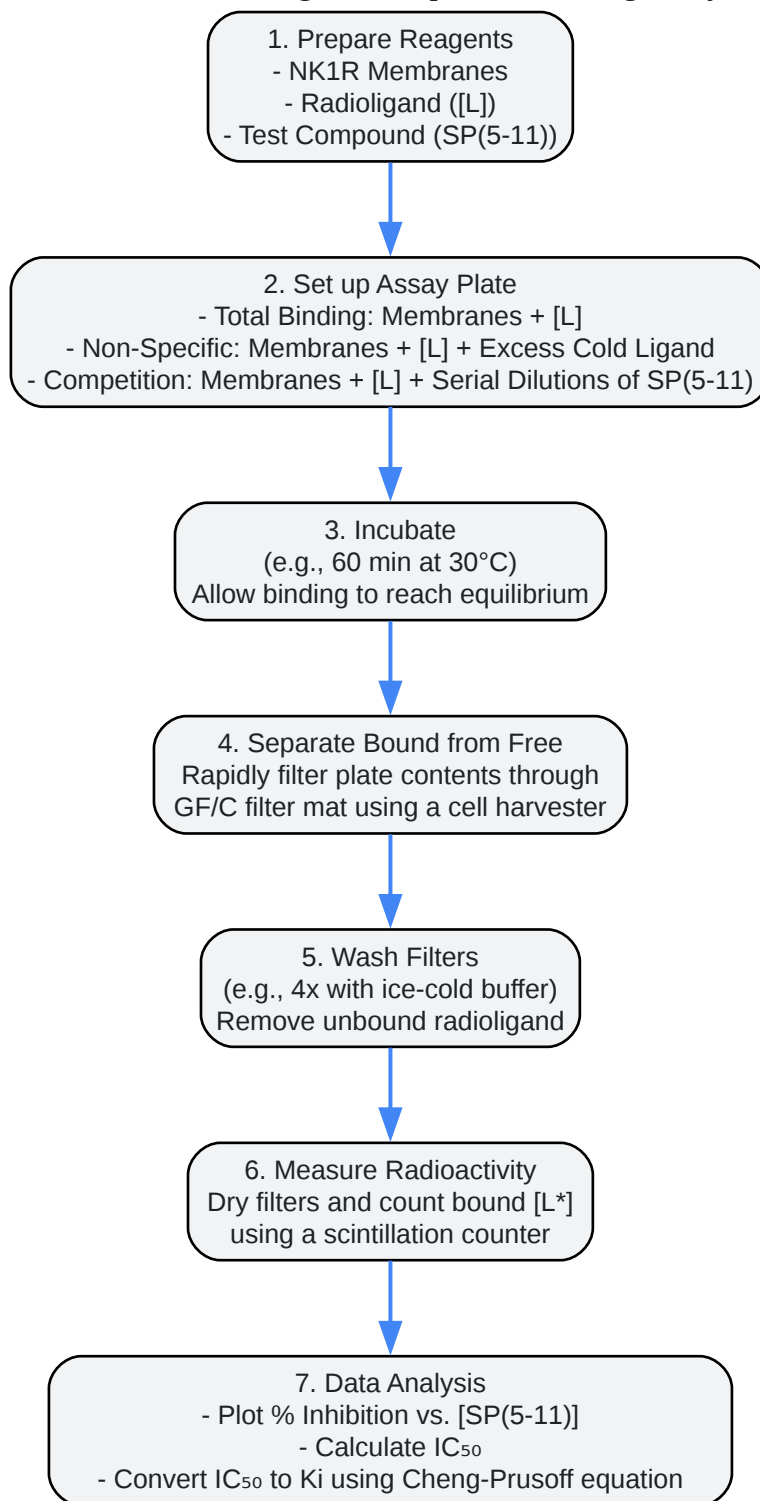 1. Prepare Reagents
- NK1R Membranes
- Radioligand ([L])
- Test Compound (SP(5-11))
2. Set up Assay Plate
- Total Binding: Membranes + [L]
- Non-Specific: Membranes + [L] + Excess Cold Ligand
- Competition: Membranes + [L] + Serial Dilutions of SP(5-11)
3. Incubate
(e.g., 60 min at 30°C)
Allow binding to reach equilibrium
4. Separate Bound from Free
Rapidly filter plate contents through
GF/C filter mat using a cell harvester
5. Wash Filters
(e.g., 4x with ice-cold buffer)
Remove unbound radioligand
6. Measure Radioactivity
Dry filters and count bound [L*]
using a scintillation counter
7. Data Analysis
- Plot % Inhibition vs. [SP(5-11)]
- Calculate IC₅₀
- Convert IC₅₀ to Ki using Cheng-Prusoff equation